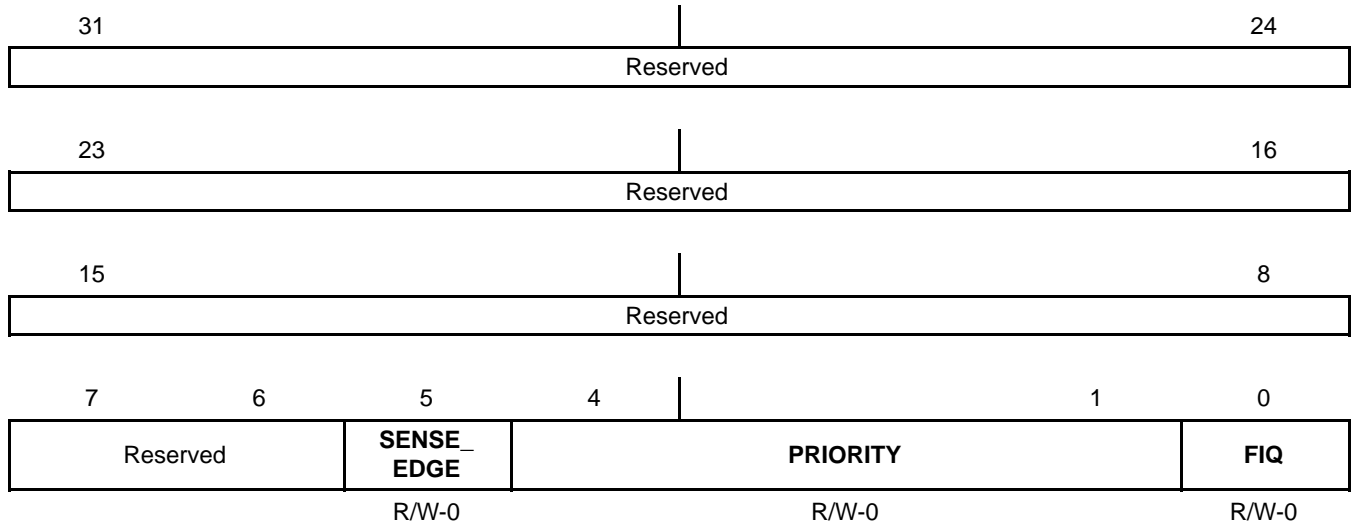 31 24
Reserved
23 16
Reserved
15 8
Reserved
7 6 5 4 1 0
Reserved SENSE_ EDGE PRIORITY FIQ
R/W-0 R/W-0 R/W-0